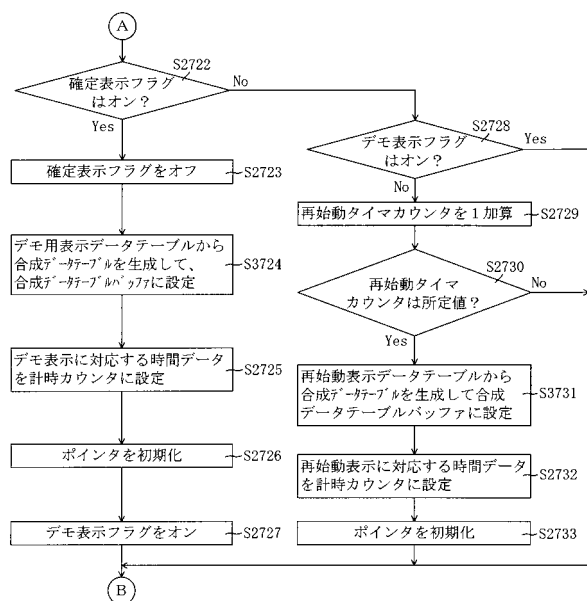 A
S2722
確定表示フラグ
はオン?
No
Yes
確定表示フラグをオフ
S2723
デモ用表示データテーブルから
合成ﾃﾞｰﾀﾃｰﾌﾞﾙを生成して、
合成ﾃﾞｰﾀﾃｰﾌﾞﾙﾊﾞｯﾌｧに設定
S3724
デモ表示に対応する時間データ
を計時カウンタに設定
S2725
ポインタを初期化
S2726
デモ表示フラグをオン
S2727
B
S2728
デモ表示フラグ
はオン?
Yes
No
再始動タイマカウンタを1加算
S2729
S2730
再始動タイマ
カウンタは所定値?
No
Yes
再始動表示データテーブルから
合成ﾃﾞｰﾀﾃｰﾌﾞﾙを生成して合成
データテーブルバッファに設定
S3731
再始動表示に対応する時間データ
を計時カウンタに設定
S2732
ポインタを初期化
S2733